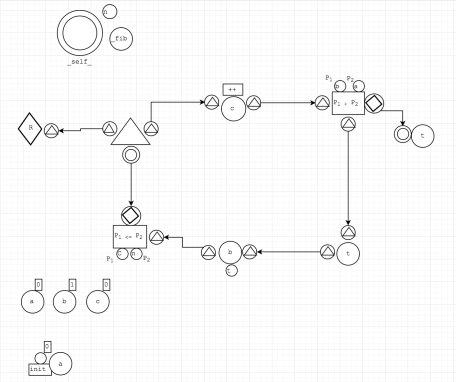 n
_fib
_self_
++
c
P₁ P₂
b a
P₁ + P₂
t
R
P₁ <= P₂
c n
P₁ P₂
b
t
t
0 1 0
a b c
0
init a